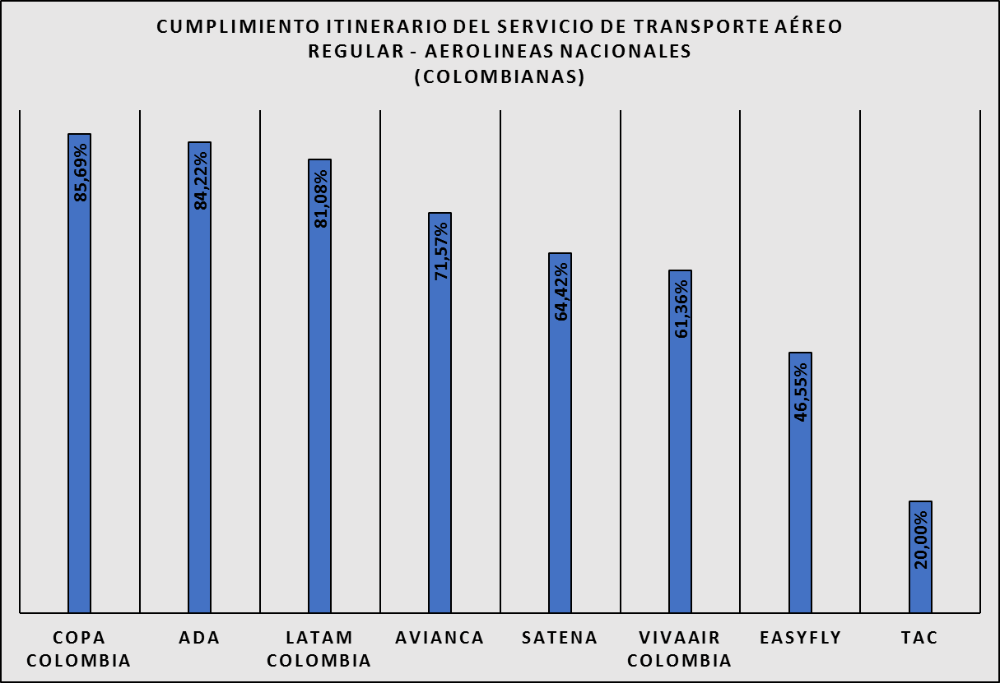 CUMPLIMIENTO ITINERARIO DEL SERVICIO DE TRANSPORTE AÉREO
REGULAR - AEROLINEAS NACIONALES
(COLOMBIANAS)
85,69%
84,22%
81,08%
71,57%
64,42%
61,36%
46,55%
20,00%
COPA
COLOMBIA
ADA
LATAM
COLOMBIA
AVIANCA
SATENA
VIVAAIR
COLOMBIA
EASYFLY
TAC